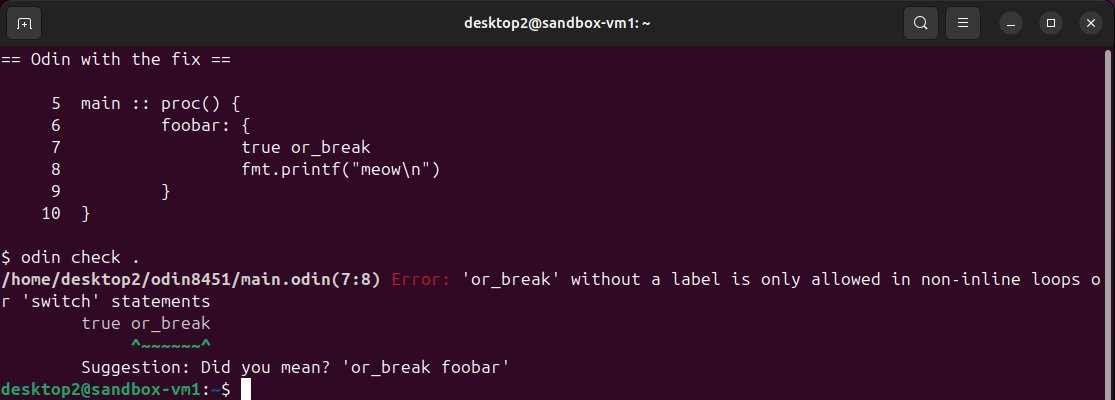 desktop2@sandbox-vm1: ~
== Odin with the fix ==
5 main :: proc() {
6 foobar: {
7 true or_break
8 fmt.printf("meow\n")
9 }
10 }
$ odin check .
/home/desktop2/odin8451/main.odin(7:8) Error: 'or_break' without a label is only allowed in non-inline loops o
r 'switch' statements
true or_break
^~~~~~~^
Suggestion: Did you mean? 'or_break foobar'
desktop2@sandbox-vm1:~$